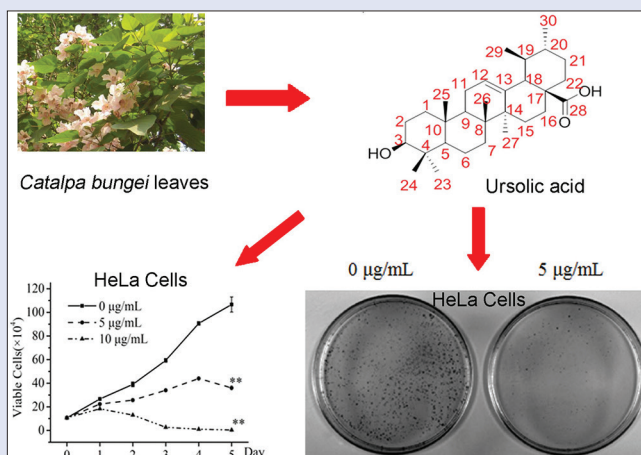 Catalpa bungei leaves
30
29
19
20
21
12
11
13
18
22
25
26
17
OH
1
28
2
9
14
16
O
10
8
15
3
27
HO
4
5
7
6
24
23
Ursolic acid
HeLa Cells
Viable Cells(×10⁴)
120
100
80
60
40
20
0
0 μg/mL
5 μg/mL
10 μg/mL
**
**
0 1 2 3 4 5 Day
0 μg/mL
5 μg/mL
HeLa Cells